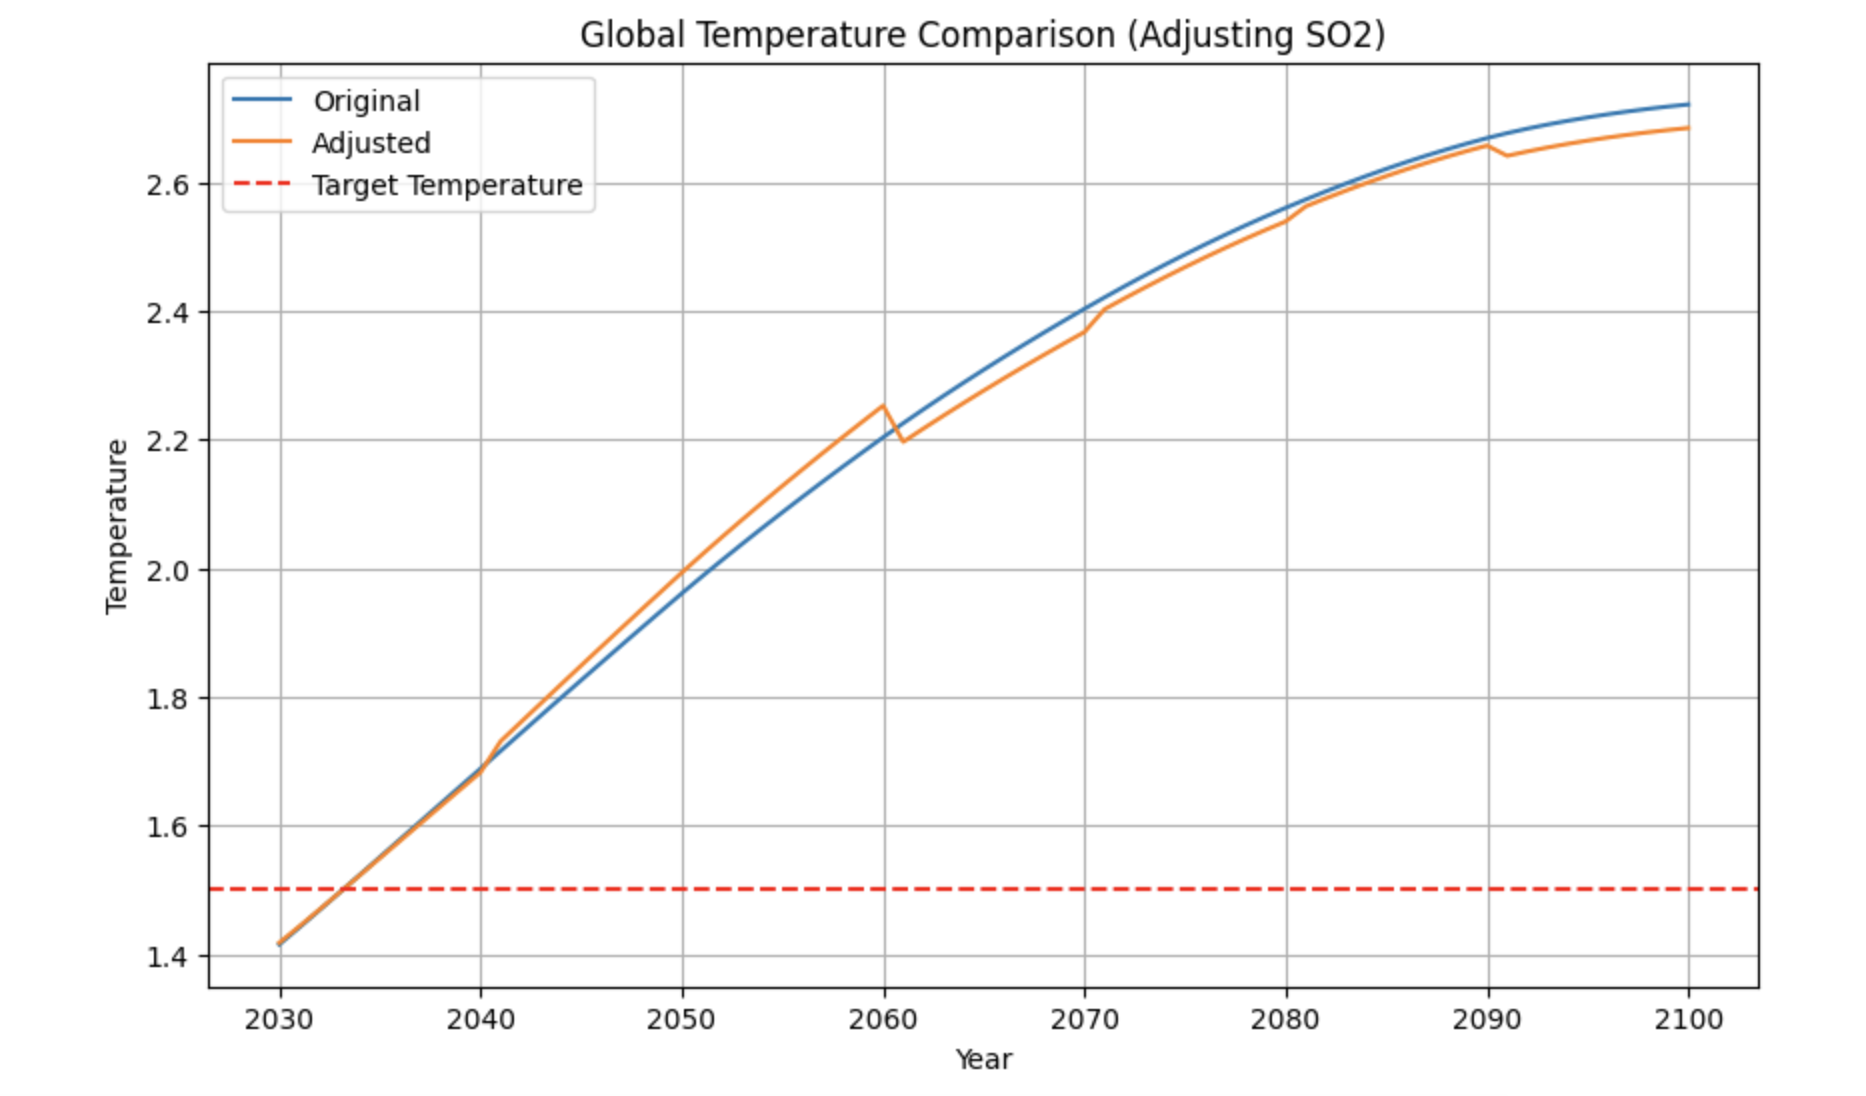 Global Temperature Comparison (Adjusting SO2)
Original
Adjusted
Target Temperature
Temperature
2.6
2.4
2.2
2.0
1.8
1.6
1.4
2030 2040 2050 2060 2070 2080 2090 2100
Year